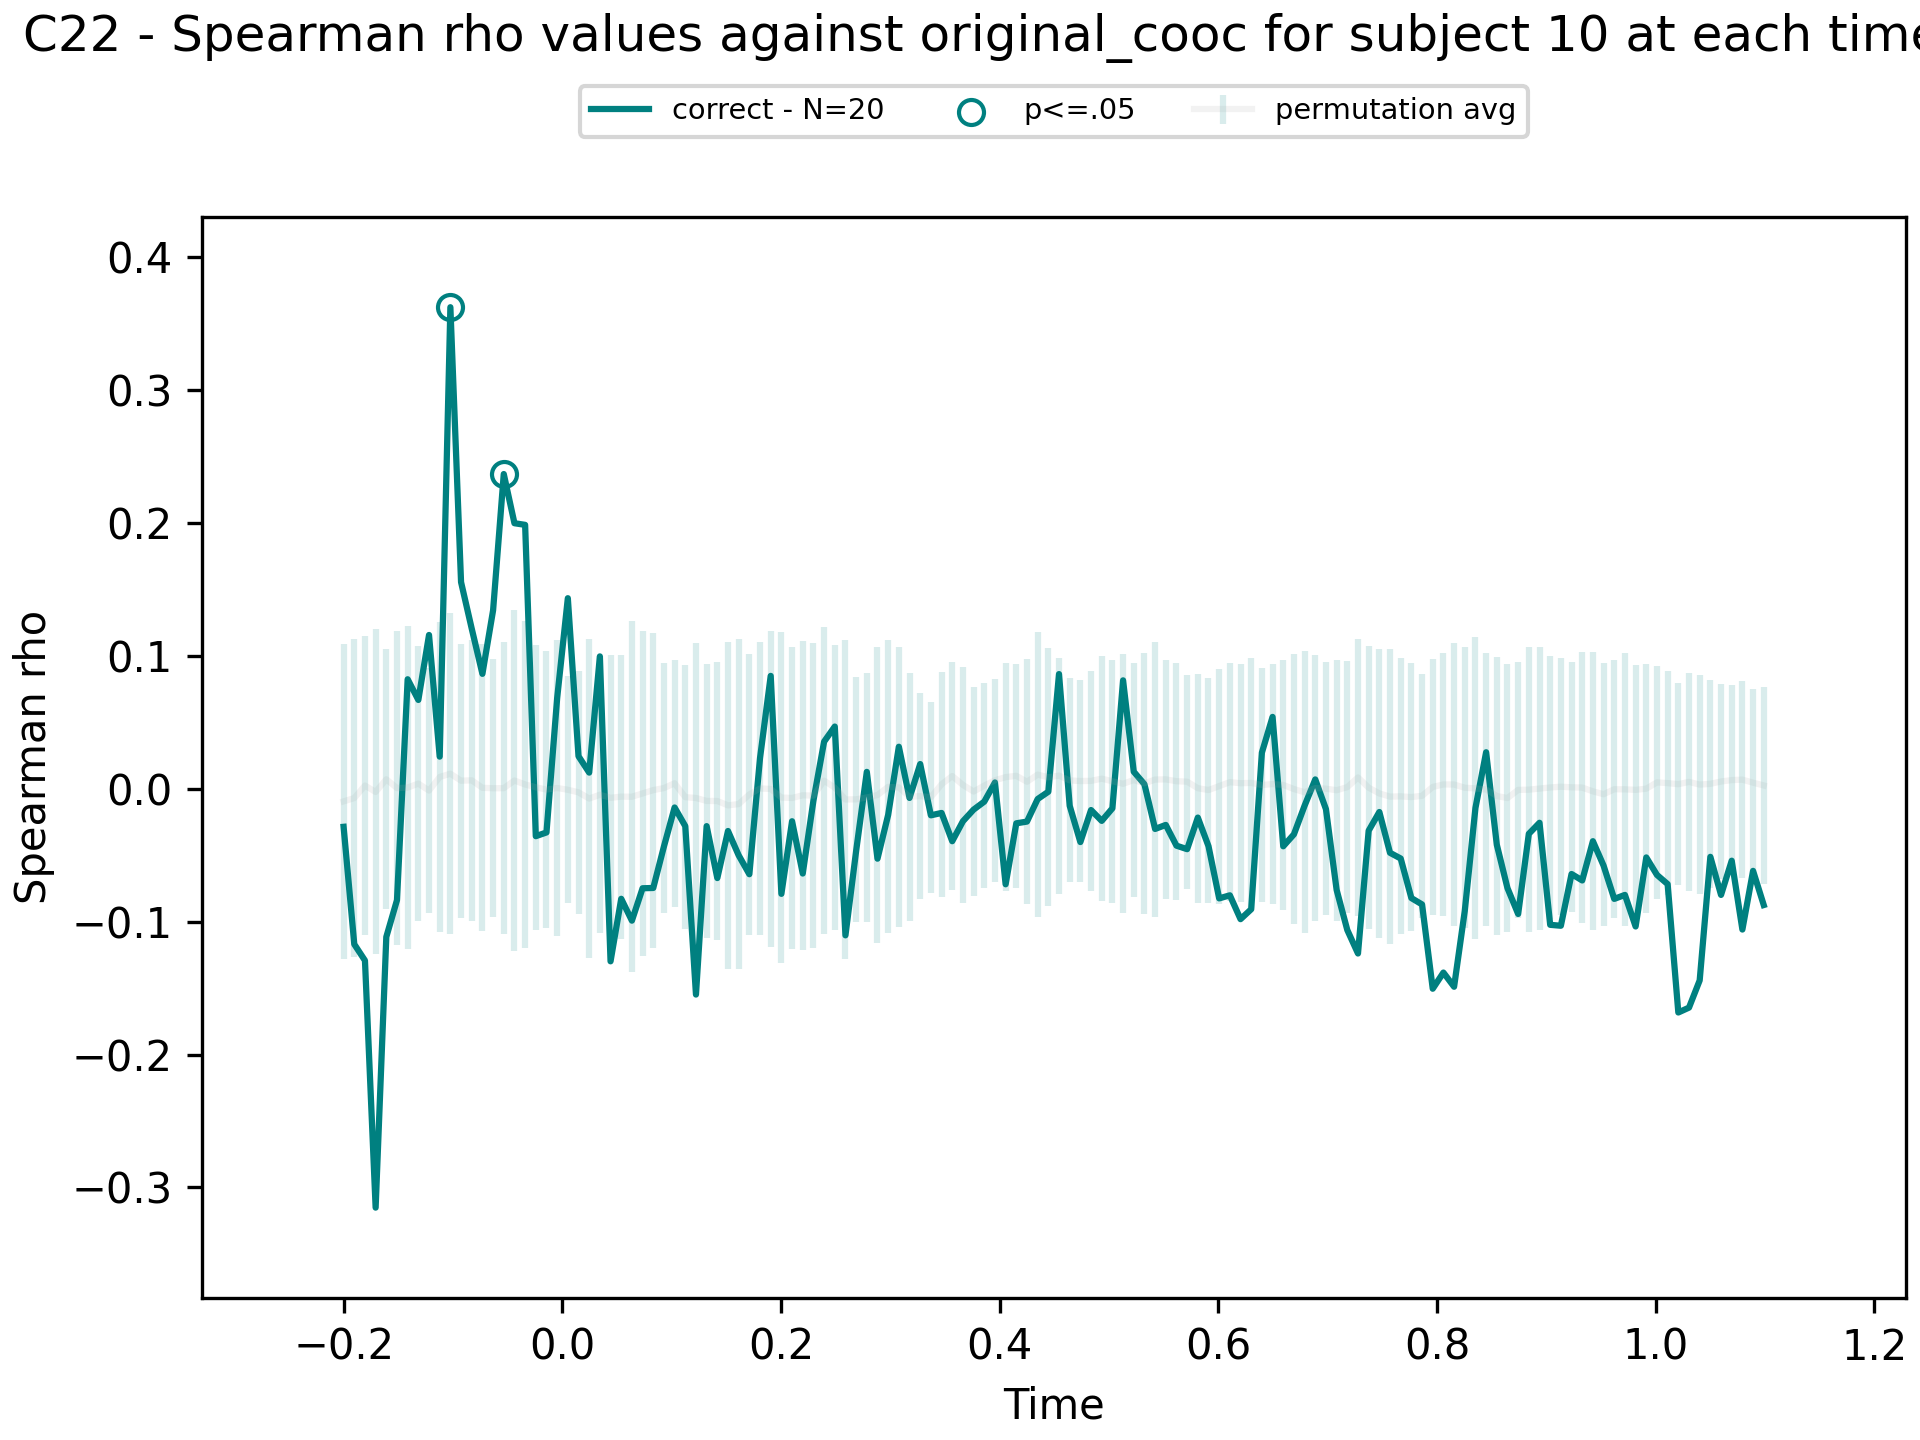 C22 - Spearman rho values against original_cooc for subject 10 at each time
correct - N=20 p<=.05 permutation avg
Spearman rho
0.4
0.3
0.2
0.1
0.0
−0.1
−0.2
−0.3
−0.2 0.0 0.2 0.4 0.6 0.8 1.0 1.2
Time